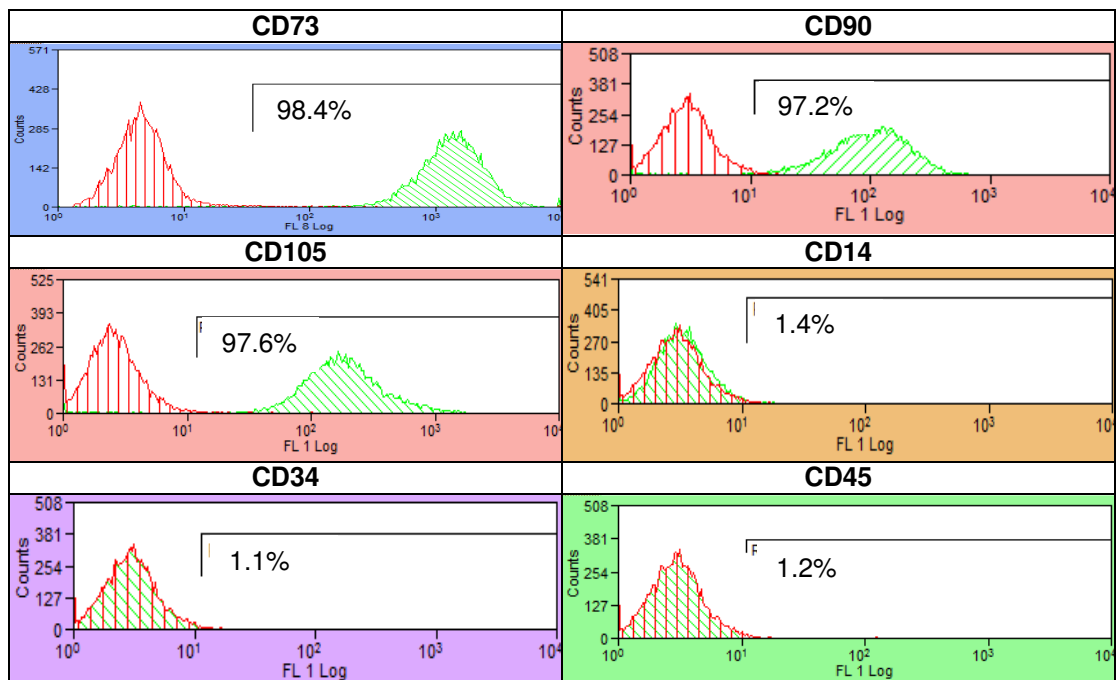 CD73
571
428
285
142
0
Counts
98.4%
10⁰ 10¹ 10² 10³
FL 8 Log
CD90
508
381
254
127
0
Counts
97.2%
10⁰ 10¹ 10² 10³ 10⁴
FL 1 Log
CD105
525
393
262
131
0
Counts
97.6%
10⁰ 10¹ 10² 10³ 10⁴
FL 1 Log
CD14
541
405
270
135
0
Counts
1.4%
10⁰ 10¹ 10² 10³ 10⁴
FL 1 Log
CD34
508
381
254
127
0
Counts
1.1%
10⁰ 10¹ 10² 10³ 10⁴
FL 1 Log
CD45
508
381
254
127
0
Counts
1.2%
10⁰ 10¹ 10² 10³ 10⁴
FL 1 Log